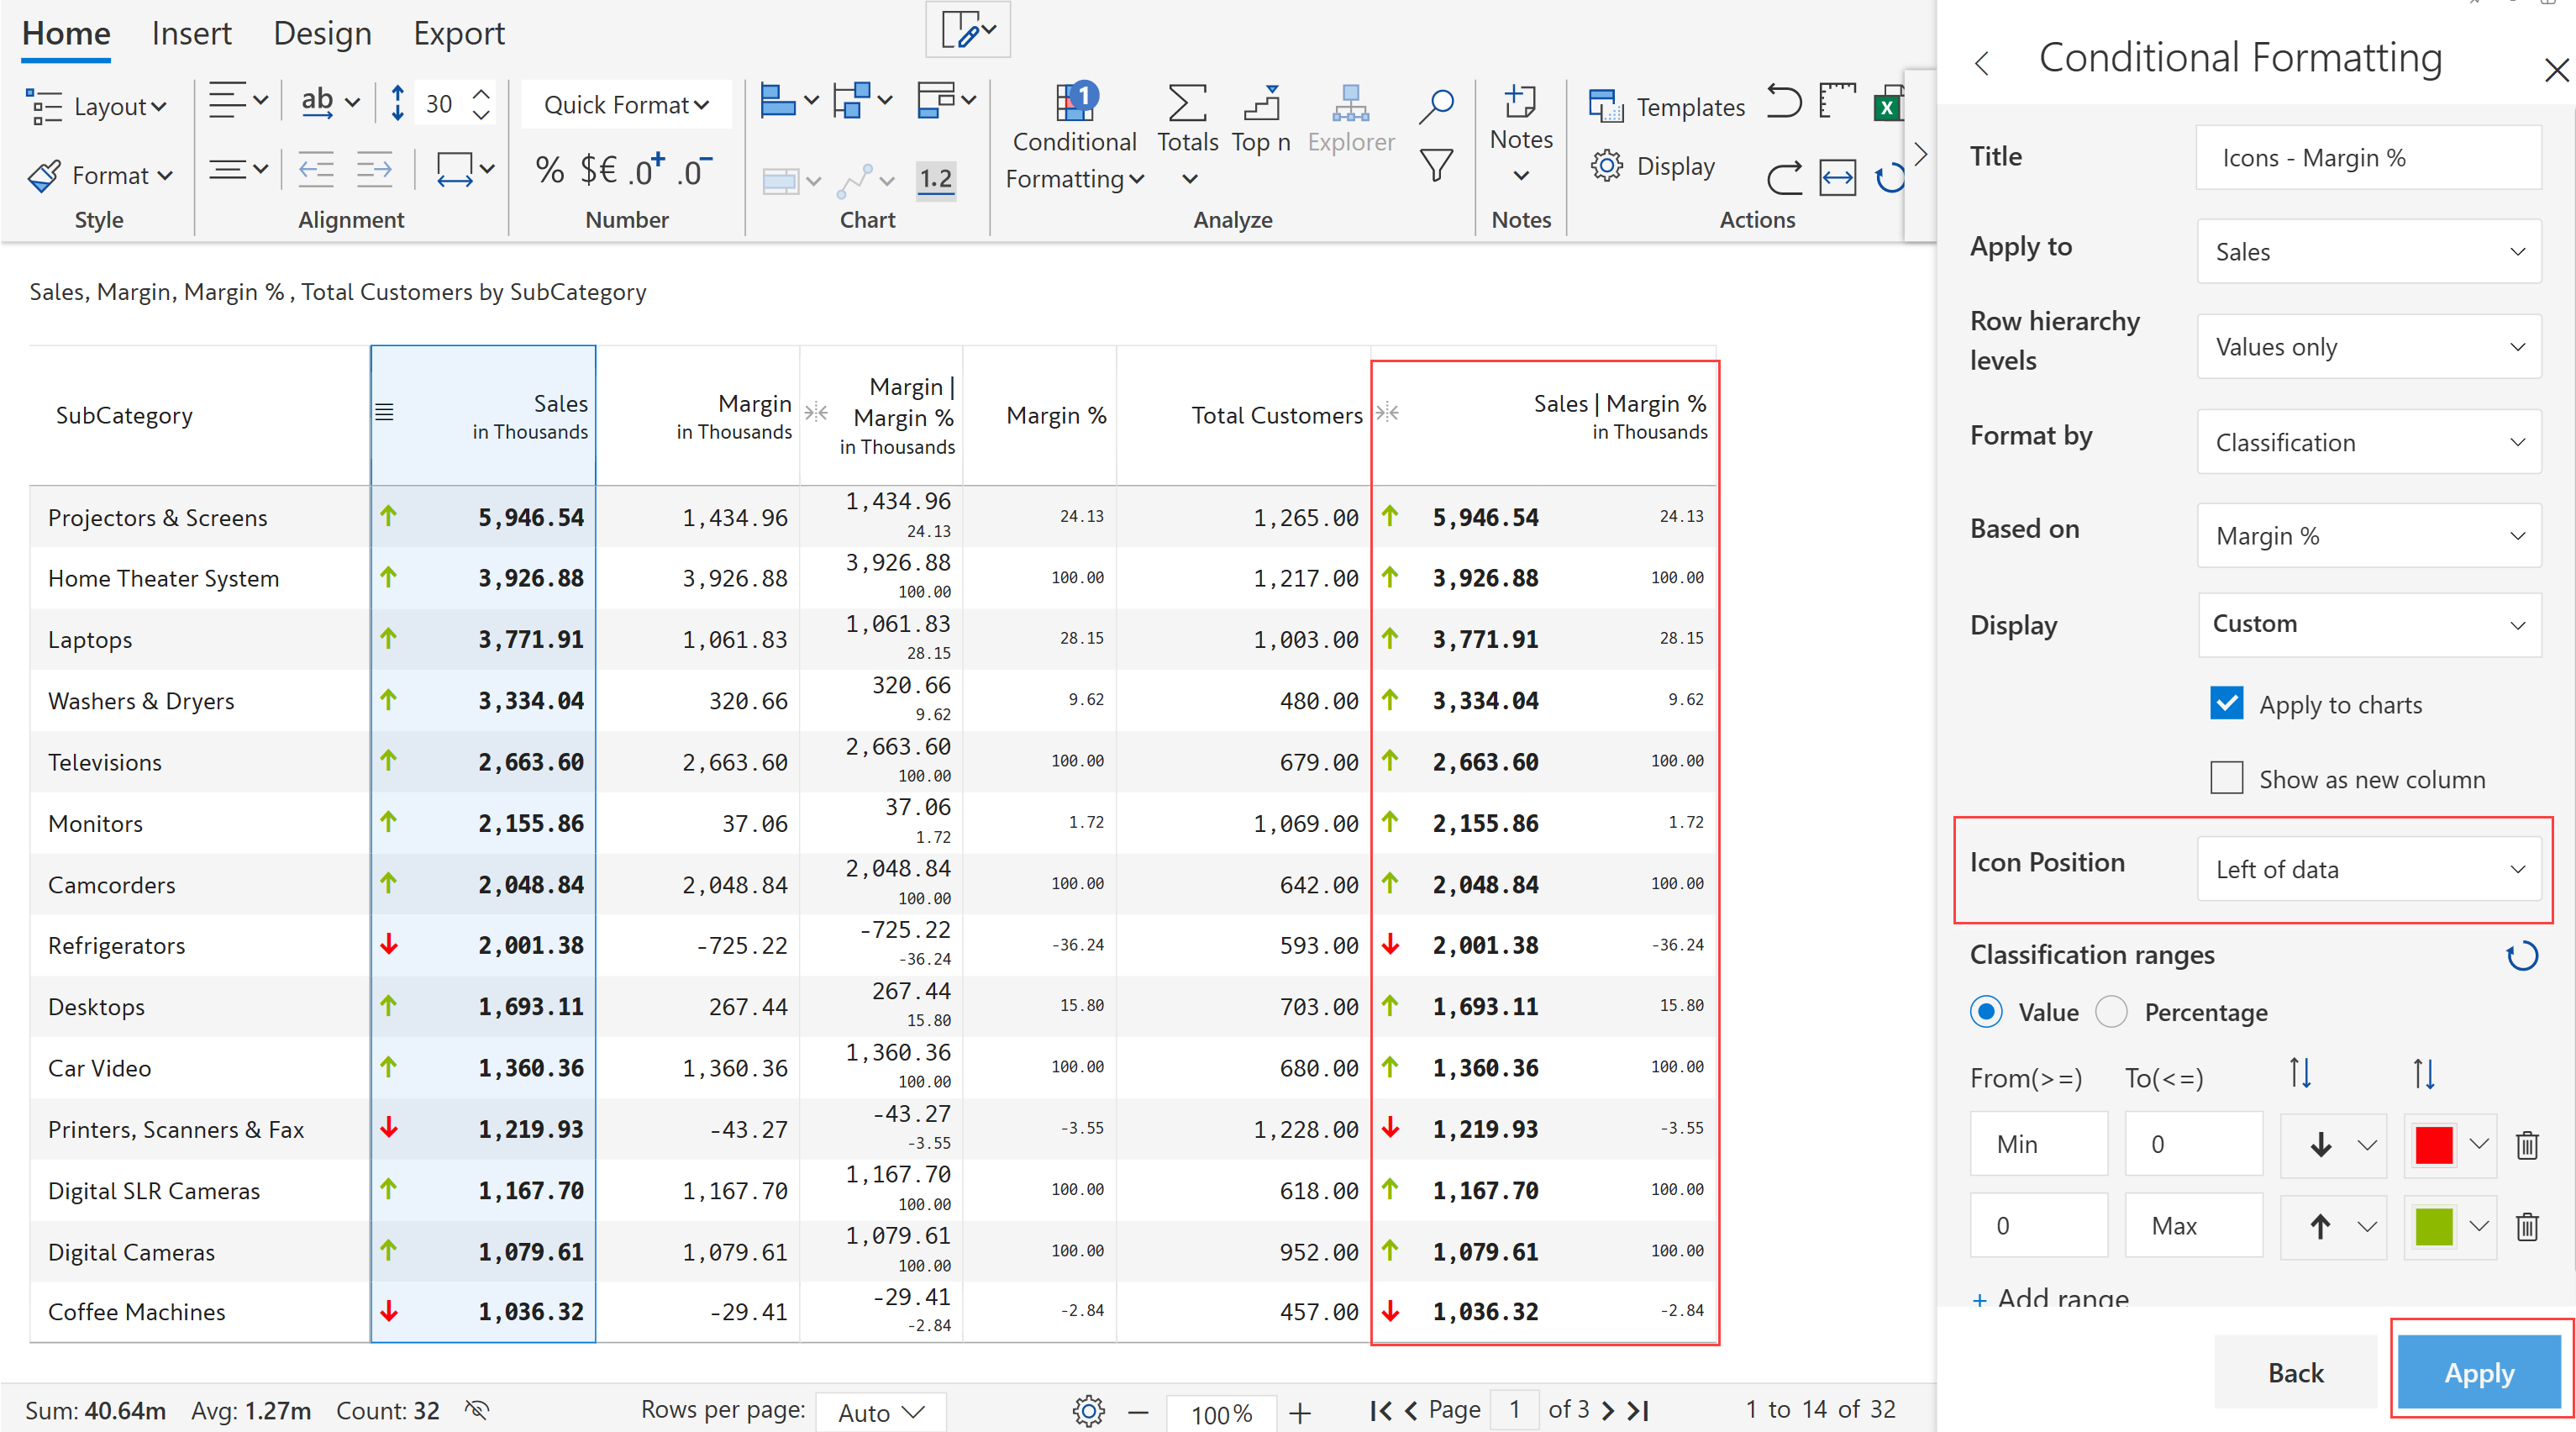 Home Insert Design Export
Layout ab 30 Quick Format
Conditional Formatting 1 Totals Top n Explorer Notes Templates X
Format % $€ .0+ .0- 1.2 Display
Style Alignment Number Chart Analyze Notes Actions
Sales, Margin, Margin % , Total Customers by SubCategory
SubCategory Sales in Thousands Margin in Thousands Margin | Margin % in Thousands Margin % Total Customers Sales | Margin % in Thousands
Projectors & Screens 5,946.54 1,434.96 1,434.96 24.13 24.13 1,265.00 5,946.54 24.13
Home Theater System 3,926.88 3,926.88 3,926.88 100.00 100.00 1,217.00 3,926.88 100.00
Laptops 3,771.91 1,061.83 1,061.83 28.15 28.15 1,003.00 3,771.91 28.15
Washers & Dryers 3,334.04 320.66 320.66 9.62 9.62 480.00 3,334.04 9.62
Televisions 2,663.60 2,663.60 2,663.60 100.00 100.00 679.00 2,663.60 100.00
Monitors 2,155.86 37.06 37.06 1.72 1.72 1,069.00 2,155.86 1.72
Camcorders 2,048.84 2,048.84 2,048.84 100.00 100.00 642.00 2,048.84 100.00
Refrigerators 2,001.38 -725.22 -725.22 -36.24 -36.24 593.00 2,001.38 -36.24
Desktops 1,693.11 267.44 267.44 15.80 15.80 703.00 1,693.11 15.80
Car Video 1,360.36 1,360.36 1,360.36 100.00 100.00 680.00 1,360.36 100.00
Printers, Scanners & Fax 1,219.93 -43.27 -43.27 -3.55 -3.55 1,228.00 1,219.93 -3.55
Digital SLR Cameras 1,167.70 1,167.70 1,167.70 100.00 100.00 618.00 1,167.70 100.00
Digital Cameras 1,079.61 1,079.61 1,079.61 100.00 100.00 952.00 1,079.61 100.00
Coffee Machines 1,036.32 -29.41 -29.41 -2.84 -2.84 457.00 1,036.32 -2.84
Sum: 40.64m Avg: 1.27m Count: 32 Rows per page: Auto 100% Page 1 of 3 1 to 14 of 32
Conditional Formatting
Title Icons - Margin %
Apply to Sales
Row hierarchy levels Values only
Format by Classification
Based on Margin %
Display Custom
Apply to charts
Show as new column
Icon Position Left of data
Classification ranges
Value Percentage
From(>=) To(<=)
Min 0
0 Max
+ Add range
Back Apply